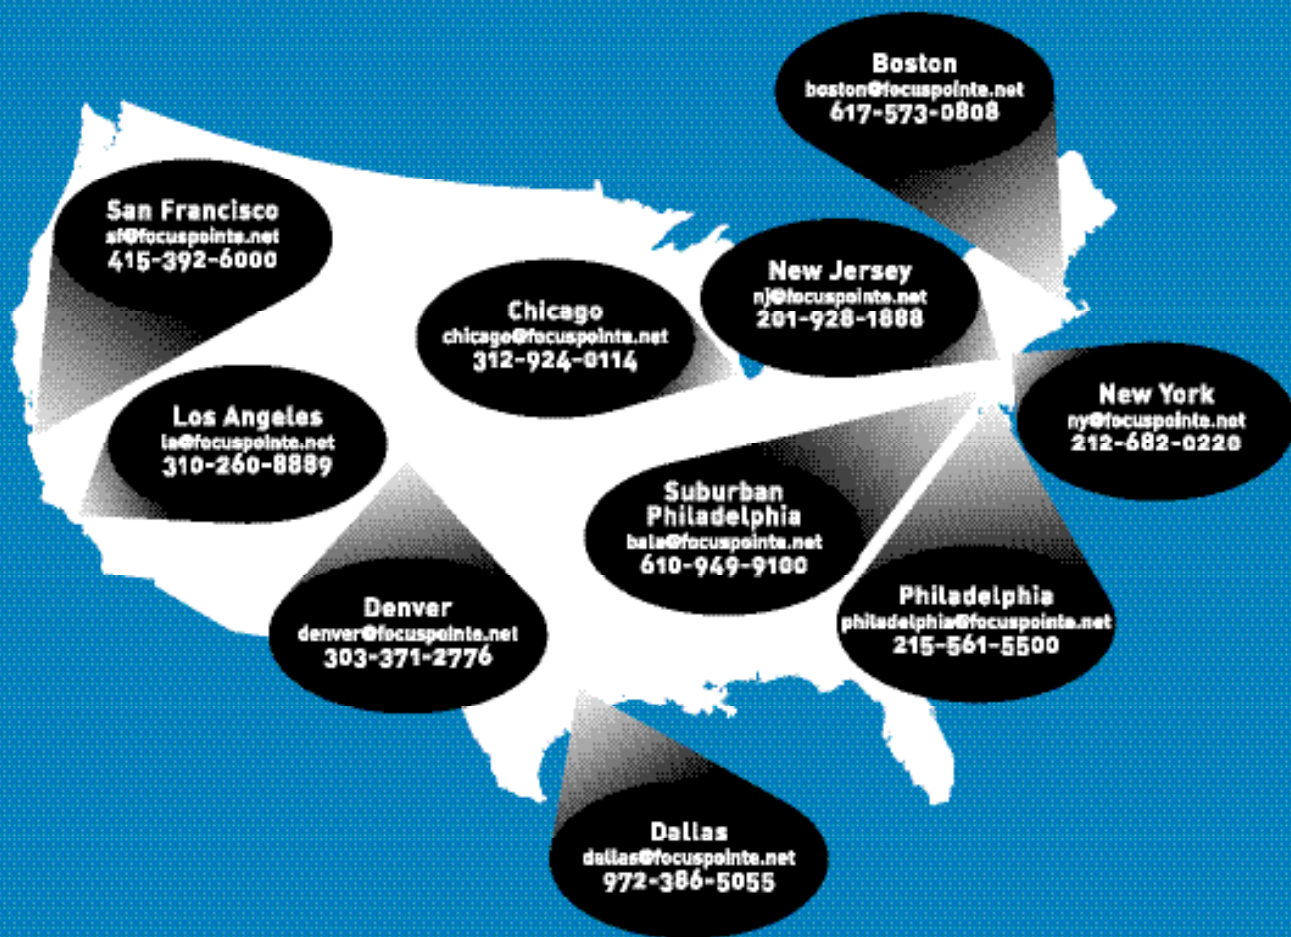 Boston
boston@focuspointe.net
617-573-0808
San Francisco
sf@focuspointe.net
415-392-6000
New Jersey
nj@focuspointe.net
201-928-1888
Chicago
chicago@focuspointe.net
312-924-0114
New York
ny@focuspointe.net
212-682-0220
Los Angeles
la@focuspointe.net
310-260-8889
Suburban
Philadelphia
bala@focuspointe.net
610-949-9100
Philadelphia
philadelphia@focuspointe.net
215-561-5500
Denver
denver@focuspointe.net
303-371-2776
Dallas
dallas@focuspointe.net
972-386-5055